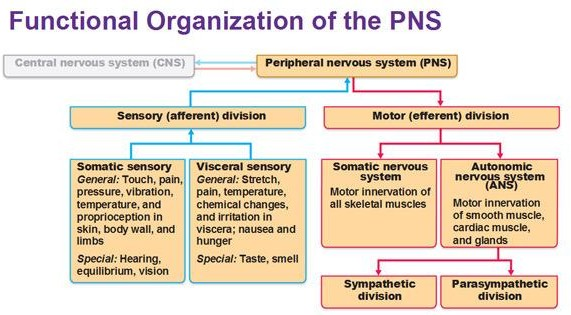 Functional Organization of the PNS
Central nervous system (CNS)
Peripheral nervous system (PNS)
Sensory (afferent) division
Motor (efferent) division
Somatic sensory
General: Touch, pain,
pressure, vibration,
temperature, and
proprioception in
skin, body wall, and
limbs
Special: Hearing,
equilibrium, vision
Visceral sensory
General: Stretch,
pain, temperature,
chemical changes,
and irritation in
viscera; nausea and
hunger
Special: Taste, smell
Somatic nervous
system
Motor innervation of
all skeletal muscles
Autonomic
nervous system
(ANS)
Motor innervation
of smooth muscle,
cardiac muscle,
and glands
Sympathetic
division
Parasympathetic
division